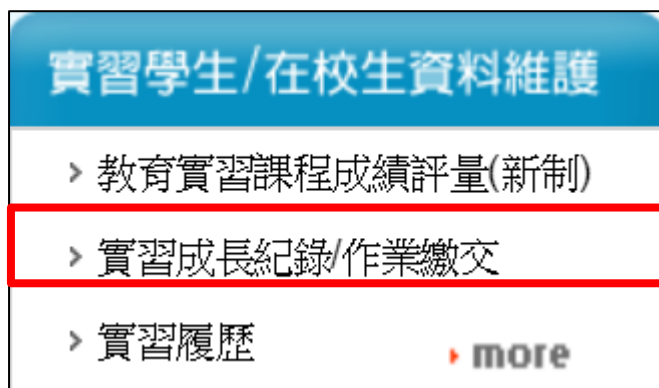 實習學生/在校生資料維護
> 教育實習課程成績評量(新制)
> 實習成長紀錄/作業繳交
> 實習履歷
more